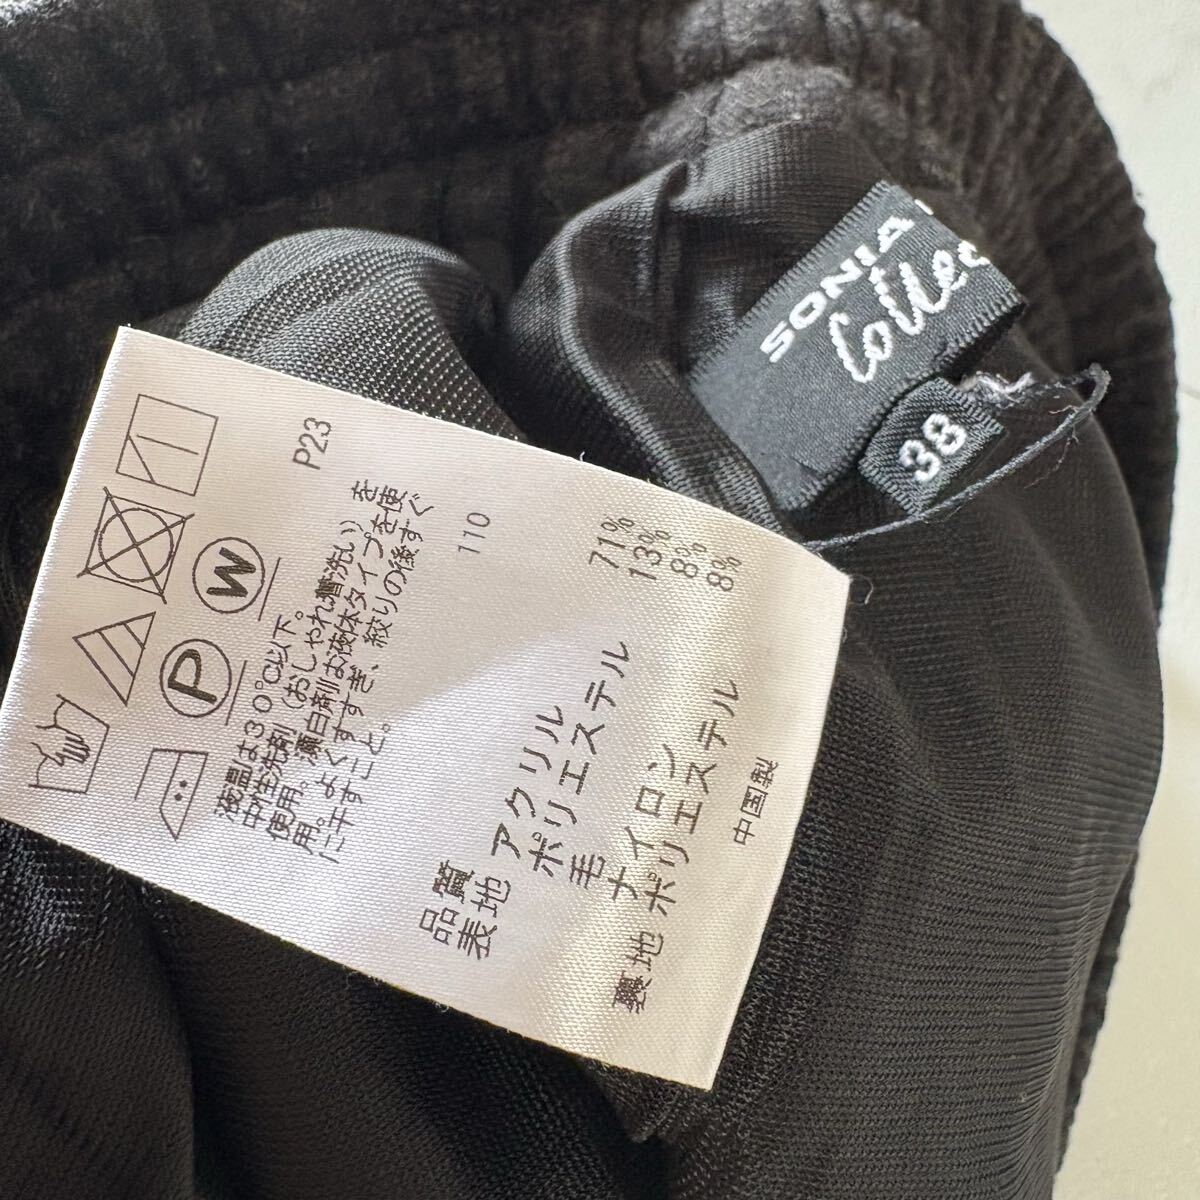 SONIA
Collec
38
P23
W
P
液温は30℃以下。
中性洗剤（おしゃれ着洗い）を
使用。漂白剤は液体タイプを使
用。よくすすぎ、絞りの後すぐ
に干すこと。
110
品質
表地 アクリル 71%
ポリエステル 13%
毛 8%
ナイロン 8%
裏地 ポリエステル
中国製